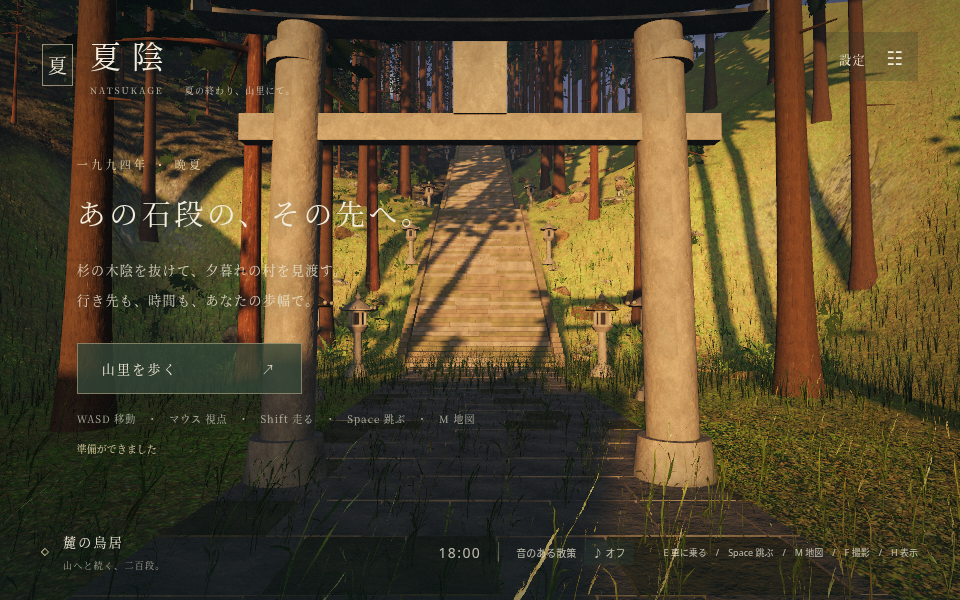 夏
夏陰
NATSUKAGE 夏の終わり、山里にて。
設定
一九九四年 ・ 晩夏
あの石段の、その先へ。
杉の木陰を抜けて、夕暮れの村を見渡す。
行き先も、時間も、あなたの歩幅で。
山里を歩く ↗
WASD 移動 ・ マウス 視点 ・ Shift 走る ・ Space 跳ぶ ・ M 地図
準備ができました
麓の鳥居
山へと続く、二百段。
18:00 音のある散策 ♪ オフ
E 車に乗る / Space 跳ぶ / M 地図 / F 撮影 / H 表示